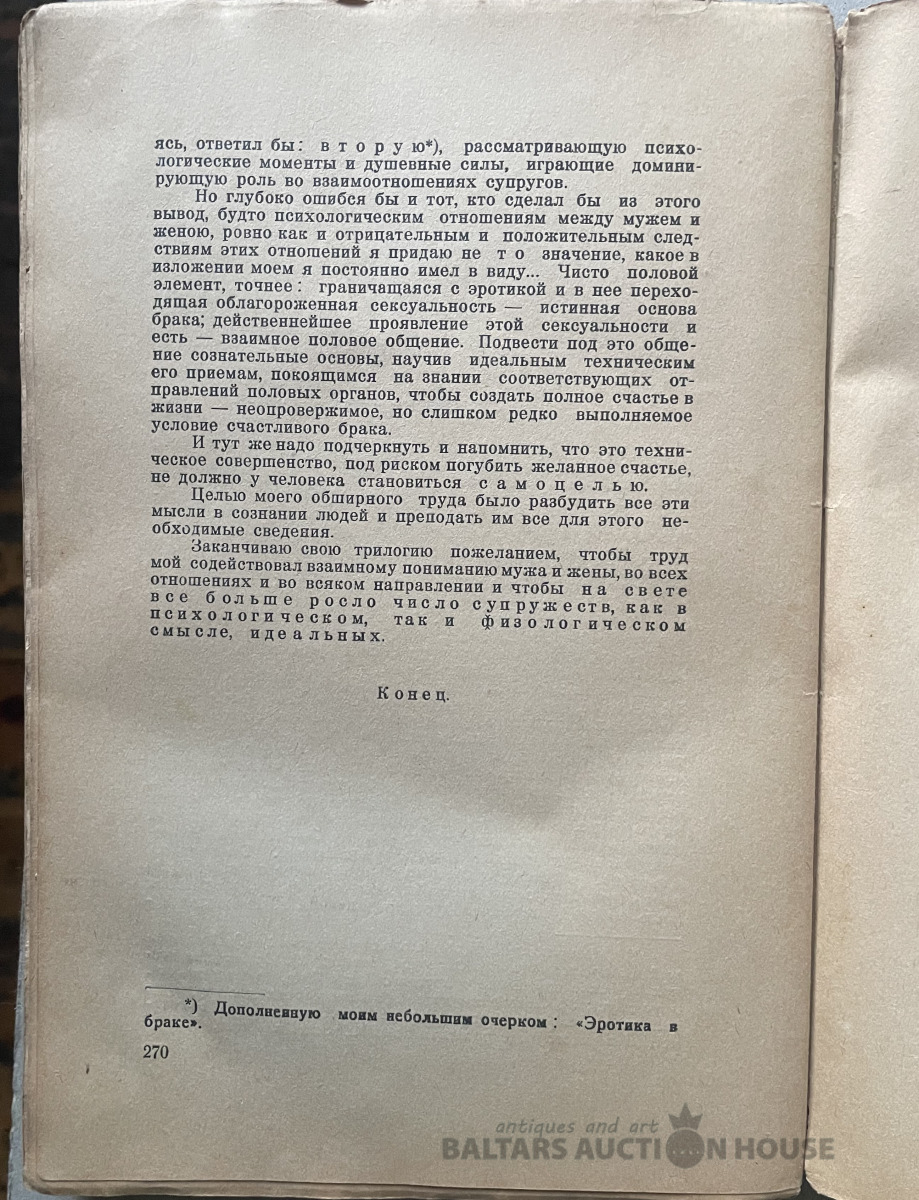 ясь, ответил бы: вторую*), рассматривающую психо-
логические моменты и душевные силы, играющие домини-
рующую роль во взаимоотношениях супругов.
Но глубоко ошибся бы и тот, кто сделал бы из этого
вывод, будто психологическим отношениям между мужем и
женою, ровно как и отрицательным и положительным след-
ствиям этих отношений я придаю не то значение, какое в
изложении моем я постоянно имел в виду... Чисто половой
элемент, точнее: граничащаяся с эротикой и в нее перехо-
дящая облагороженная сексуальность — истинная основа
брака; действеннейшее проявление этой сексуальности и
есть — взаимное половое общение. Подвести под это обще-
ние сознательные основы, научив идеальным техническим
его приемам, покоящимся на знании соответствующих от-
правлений половых органов, чтобы создать полное счастье в
жизни — неопровержимое, но слишком редко выполняемое
условие счастливого брака.
И тут же надо подчеркнуть и напомнить, что это техни-
ческое совершенство, под риском погубить желанное счастье,
не должно у человека становиться самоцелью.
Целью моего обширного труда было разбудить все эти
мысли в сознании людей и преподать им все для этого не-
обходимые сведения.
Заканчиваю свою трилогию пожеланием, чтобы труд
мой содействовал взаимному пониманию мужа и жены, во всех
отношениях и во всяком направлении и чтобы на свете
все больше росло число супружеств, как в
психологическом, так и физологическом
смысле, идеальных.
Конец.
*) Дополненную моим небольшим очерком: «Эротика в
браке».
270
antiques and art
BALTARS AUCTION HOUSE